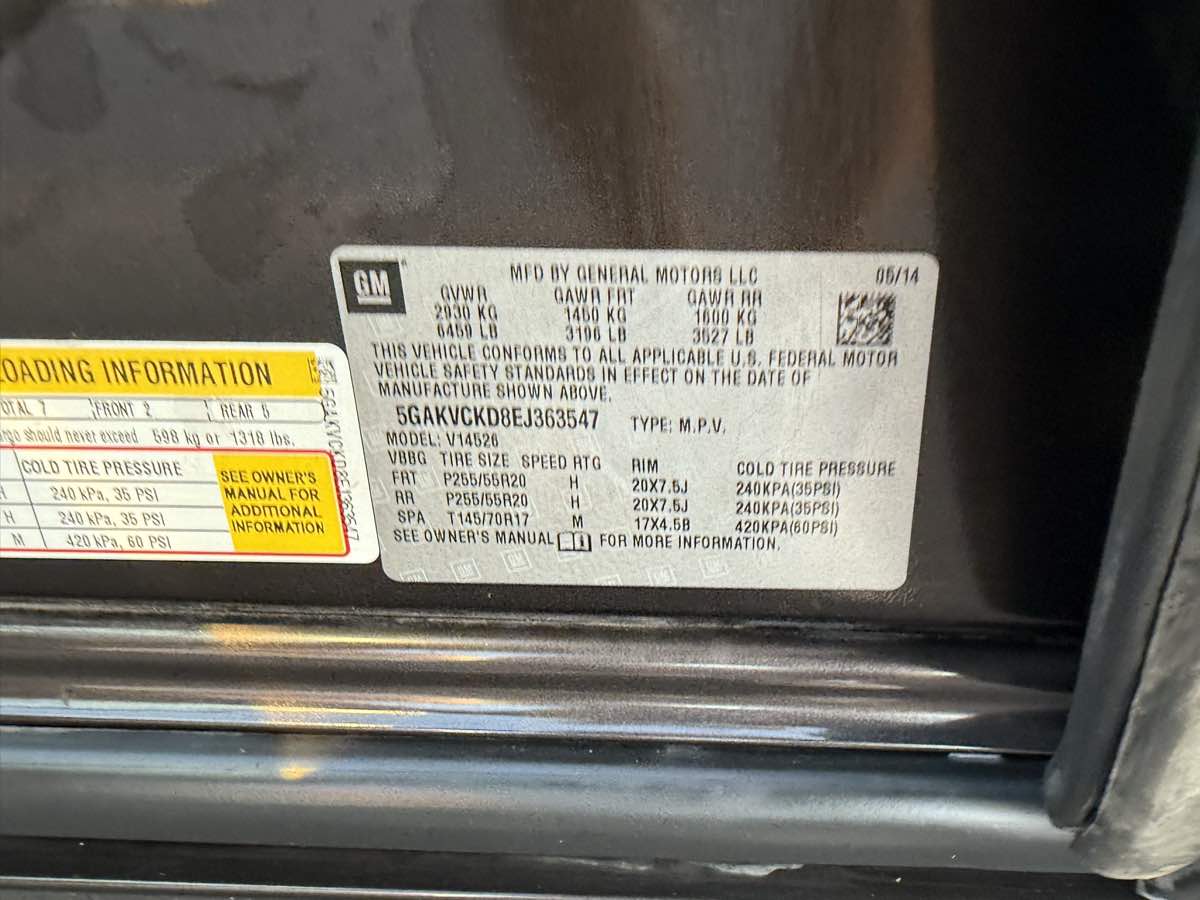 GM
MFD BY GENERAL MOTORS LLC 05/14
GVWR GAWR FRT GAWR RR
2930 KG 1450 KG 1600 KG
6459 LB 3196 LB 3527 LB
THIS VEHICLE CONFORMS TO ALL APPLICABLE U.S. FEDERAL MOTOR
VEHICLE SAFETY STANDARDS IN EFFECT ON THE DATE OF
MANUFACTURE SHOWN ABOVE.
5GAKVCKD8EJ363547 TYPE: M.P.V.
MODEL: V14526
VBBG TIRE SIZE SPEED RTG RIM COLD TIRE PRESSURE
FRT P255/55R20 H 20X7.5J 240KPA(35PSI)
RR P255/55R20 H 20X7.5J 240KPA(35PSI)
SPA T145/70R17 M 17X4.5B 420KPA(60PSI)
SEE OWNER'S MANUAL FOR MORE INFORMATION.
OADING INFORMATION
OTAL 7 FRONT 2 REAR 5
should never exceed 598 kg or 1318 lbs.
COLD TIRE PRESSURE
H 240 kPa, 35 PSI
H 240 kPa, 35 PSI
M 420 kPa, 60 PSI
SEE OWNER'S
MANUAL FOR
ADDITIONAL
INFORMATION
5GAKVCKD8EJ363547